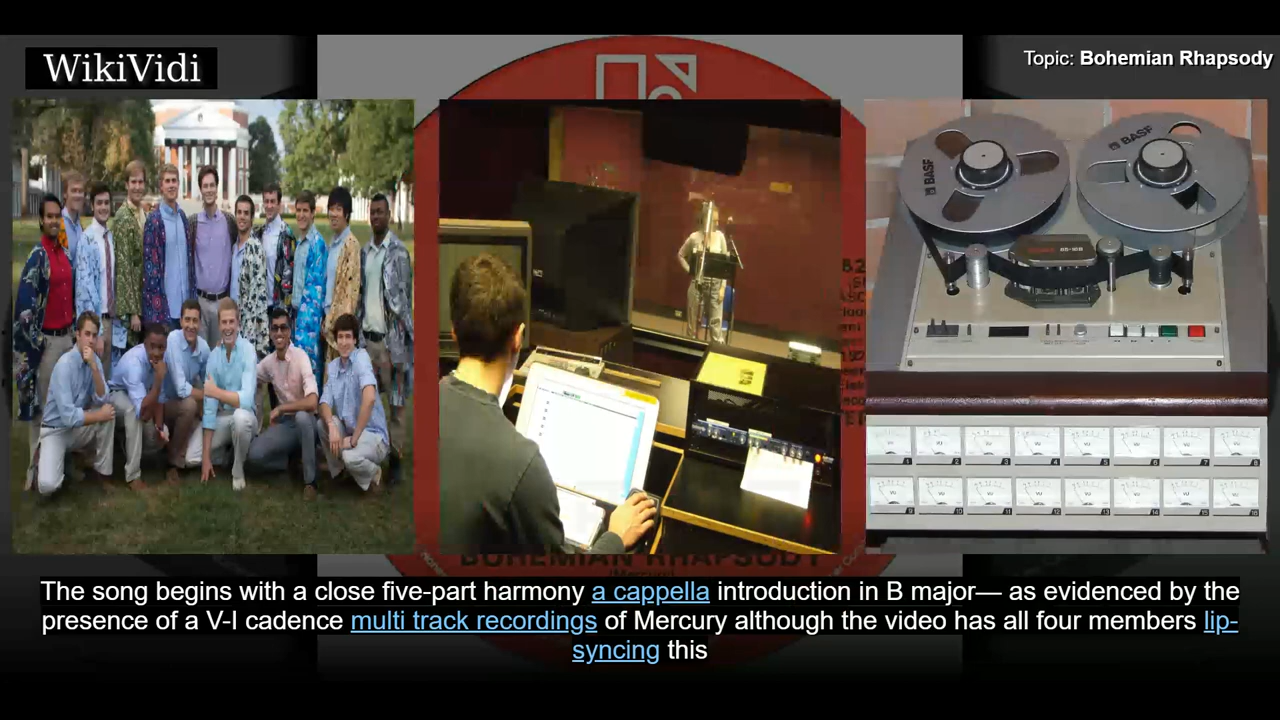 WikiVidi
Topic: Bohemian Rhapsody
BASF
BASF
The song begins with a close five-part harmony a cappella introduction in B major— as evidenced by the
presence of a V-I cadence multi track recordings of Mercury although the video has all four members lip-
syncing this